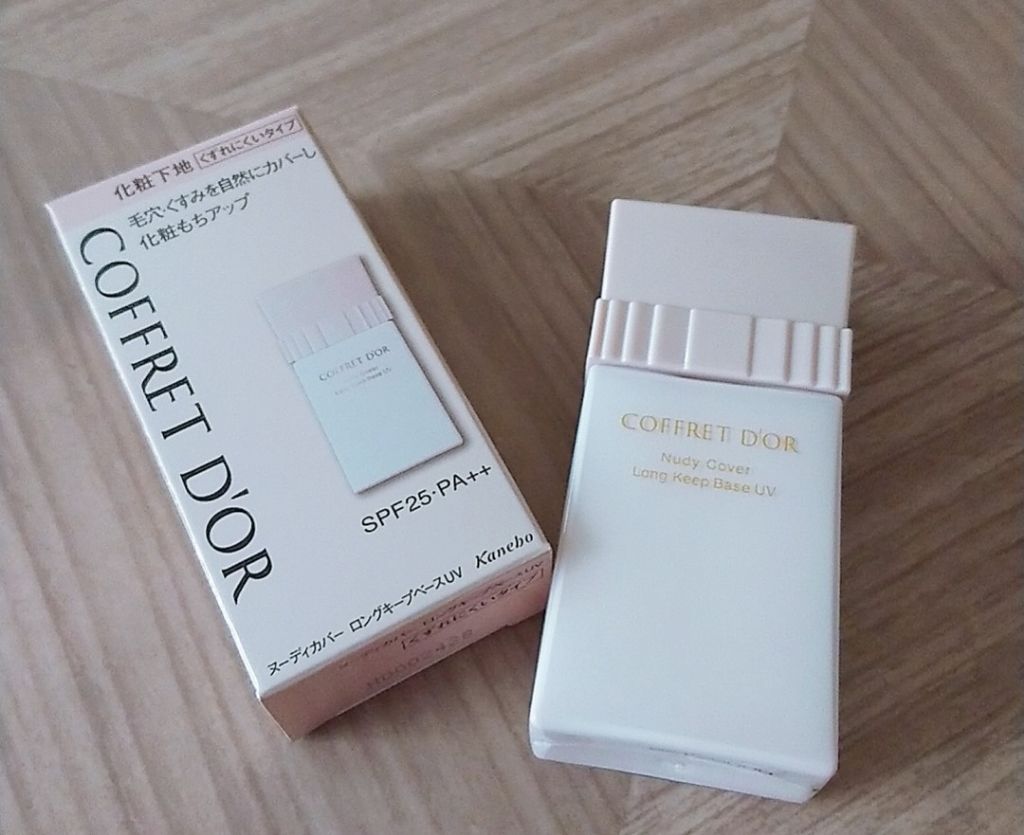 化粧下地 くずれにくいタイプ
毛穴・くすみを自然にカバーし
化粧もちアップ
COFFRET D'OR
COFFRET D'OR
SPF25・PA++
ヌーディカバー ロングキープベースUV Kanebo
COFFRET D'OR
Nudy Cover
Long Keep Base UV